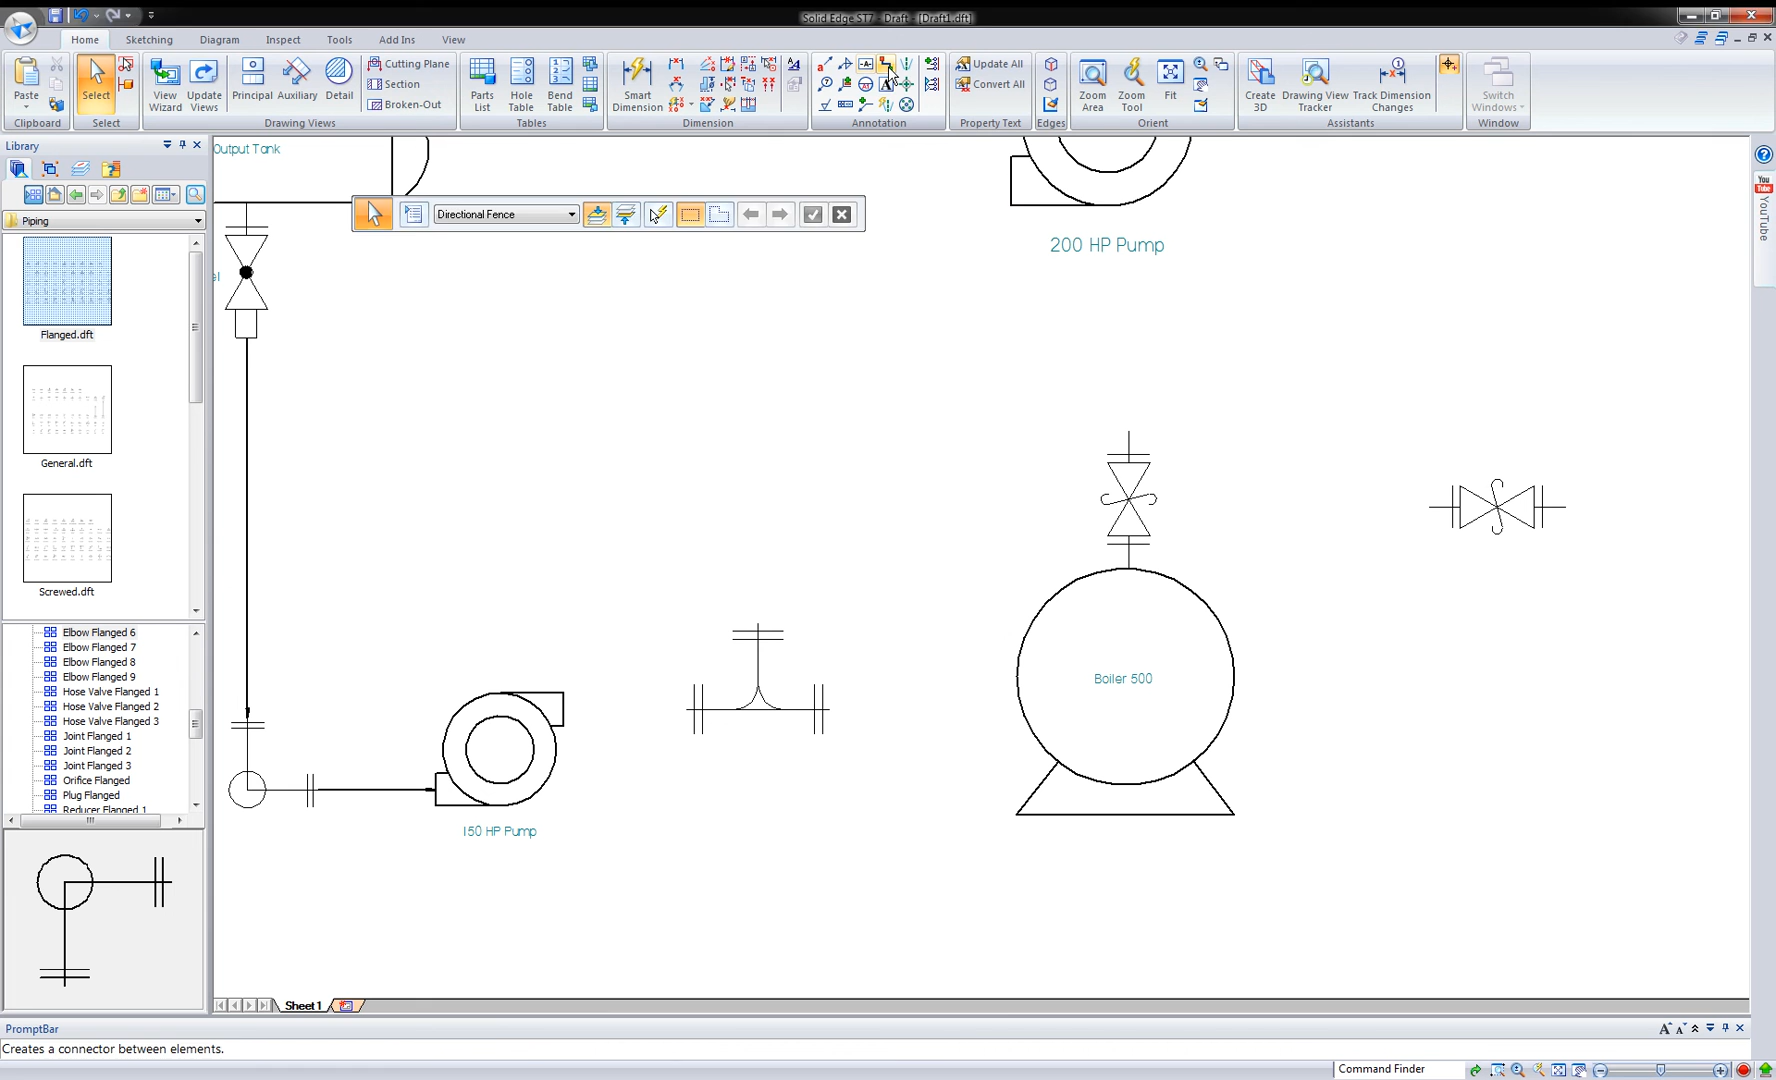 Solid Edge ST7 - Draft - [Draft1.dft]
Home Sketching Diagram Inspect Tools Add Ins View
Paste
Clipboard
Select
Select
View Wizard
Update Views
Principal Auxiliary Detail
Cutting Plane
Section
Broken-Out
Drawing Views
Parts List
Hole Table
Bend Table
Tables
Smart Dimension
Dimension
Annotation
Update All
Convert All
Property Text
Edges
Zoom Area
Zoom Tool
Fit
Orient
Create 3D
Drawing View Tracker
Track Dimension Changes
Assistants
Switch Windows
Window
Library
Piping
Flanged.dft
General.dft
Screwed.dft
Elbow Flanged 6
Elbow Flanged 7
Elbow Flanged 8
Elbow Flanged 9
Hose Valve Flanged 1
Hose Valve Flanged 2
Hose Valve Flanged 3
Joint Flanged 1
Joint Flanged 2
Joint Flanged 3
Orifice Flanged
Plug Flanged
Reducer Flanged 1
Output Tank
Directional Fence
200 HP Pump
Boiler 500
150 HP Pump
You Tube
YouTube
Sheet1
PromptBar
Creates a connector between elements.
Command Finder